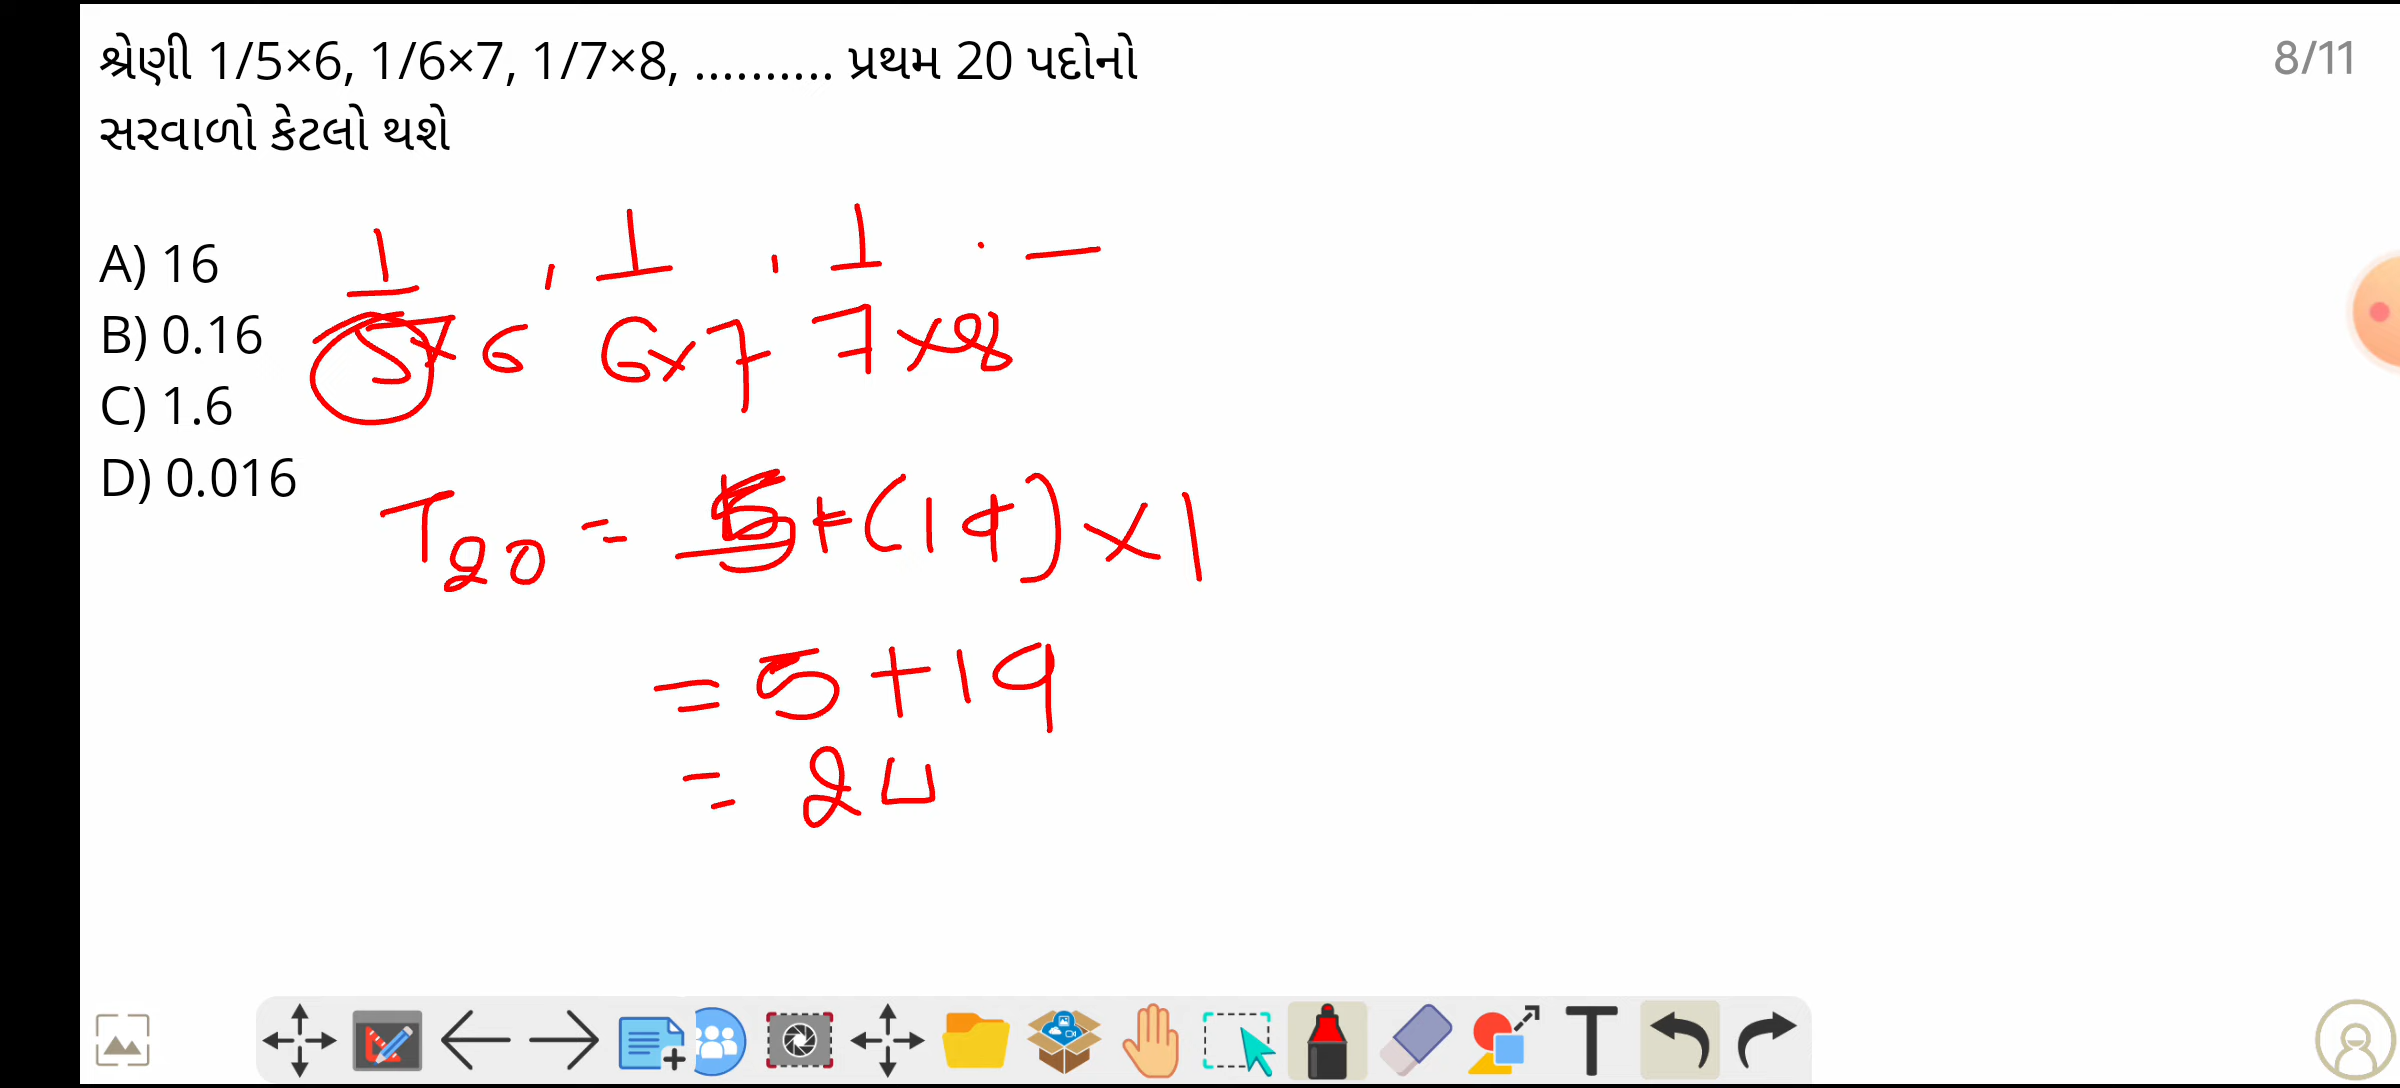 શ્રેણી 1/5×6, 1/6×7, 1/7×8, .......... પ્રથમ 20 પદોનો
8/11
સરવાળો કેટલો થશે
A) 16
B) 0.16
C) 1.6
D) 0.016
1/5×6 , 1/6×7 , 1/7×8 . —
T20 = 5+(19)×1
= 5+19
= 24
T